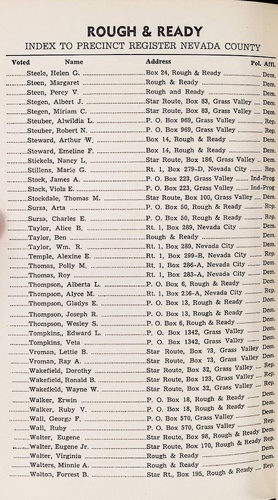 ROUGH & READY
INDEX TO PRECINCT REGISTER NEVADA COUNTY
Voted Name Address Pol. Affl.
Steele, Helen G. Box 24, Rough & Ready Dem.
Steen, Margaret Rough & Ready Dem.
Steen, Percy V. Rough and Ready Dem.
Stegen, Albert J. Star Route, Box 83, Grass Valley Dem.
Stegen, Miriam C. Star Route, Box 83, Grass Valley Dem.
Steuber, Alwildia L. P. O. Box 969, Grass Valley Rep.
Steuber, Robert N. P. O. Box 969, Grass Valley Rep.
Steward, Arthur W. Box 14, Rough & Ready Dem.
Steward, Emeline F. Box 14, Rough & Ready Dem.
Stickels, Nancy L. Star Route, Box 186, Grass Valley Dem.
Stillens, Marie G. Rt. 1, Box 279-D, Nevada City Rep.
Stock, James A. P. O. Box 223, Grass Valley Ind-Prog
Stock, Viola E. P. O. Box 223, Grass Valley Ind-Prog
Stockdale, Thomas M. Star Route, Box 100, Grass Valley Dem.
Sursa, Arta P. O. Box 50, Rough & Ready Rep.
Sursa, Charles E. P. O. Box 50, Rough & Ready Rep.
Taylor, Alice B. Rt. 1, Box 289, Nevada City Dem.
Taylor, Ben Rough & Ready Dem.
Taylor, Wm. R. Rt. 1, Box 289, Nevada City Dem.
Temple, Alexine E. Rt. 1, Box 299-B, Nevada City Rep.
Thomas, Polly M. Rt. 1, Box 286-A, Nevada City Dem.
Thomas, Roy Rt. 1, Box 283-A, Nevada City Dem.
Thompson, Alberta L. P. O. Box 6, Rough & Ready Dem.
Thompson, Alyce M. Rt. 1, Box 236-A, Nevada City Rep.
Thompson, Gladys E. P. O. Box 13, Rough & Ready Dem.
Thompson, Joseph R. P. O. Box 13, Rough & Ready Dem.
Thompson, Wesley S. P. O. Box 6, Rough & Ready Dem.
Tompkins, Edward L. P. O. Box 1342, Grass Valley Dem.
Tompkins, Veta P. O. Box 1342, Grass Valley Dem.
Vroman, Lettie B. Star Route, Box 73, Grass Valley Dem.
Vroman, Ray A. Star Route, Box 73, Grass Valley Dem.
Wakefield, Dorothy Star Route, Box 32, Grass Valley Rep.
Wakefield, Ronald B. Star Route, Box 123, Grass Valley Rep.
Wakefield, Wayne W. Star Route, Box 32, Grass Valley Rep.
Walker, Erwin P. O. Box 18, Rough & Ready Dem.
Walker, Ruby V. P. O. Box 18, Rough & Ready Dem.
Wall, George F. P. O. Box 570, Grass Valley Dem.
Wall, Ruby P. O. Box 570, Grass Valley Dem.
Walter, Eugene Star Route, Box 98, Rough & Ready Dem.
Walter, Eugene Jr. Star Route, Box 170, Rough & Ready Rep.
Walter, Virginia Rough & Ready Dem.
Walters, Minnie A. Rough & Ready Dem.
Walton, Forrest B. Star Rt., Box 195, Rough & Ready Rep.